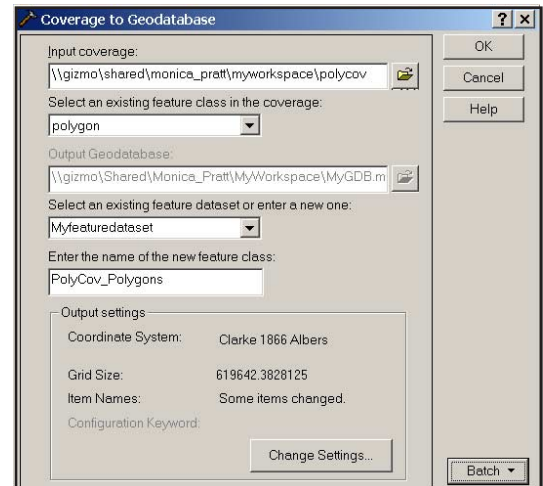 Coverage to Geodatabase
? x
Input coverage:
\\gizmo\shared\monica_pratt\myworkspace\polycov
Select an existing feature class in the coverage:
polygon
Output Geodatabase:
\\gizmo\Shared\Monica_Pratt\MyWorkspace\MyGDB.m
Select an existing feature dataset or enter a new one:
Myfeaturedataset
Enter the name of the new feature class:
PolyCov_Polygons
Output settings
Coordinate System: Clarke 1866 Albers
Grid Size: 619642.3828125
Item Names: Some items changed.
Configuration Keyword:
Change Settings...
OK
Cancel
Help
Batch